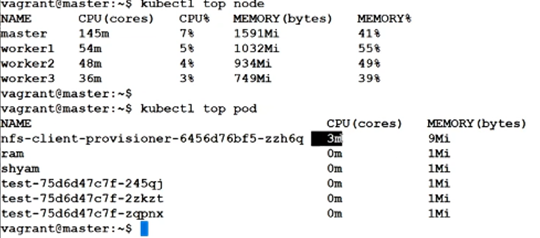 vagrant@master:~$ kubectl top node
NAME CPU(cores) CPU% MEMORY(bytes) MEMORY%
master 145m 7% 1591Mi 41%
worker1 54m 5% 1032Mi 55%
worker2 48m 4% 934Mi 49%
worker3 36m 3% 749Mi 39%
vagrant@master:~$
vagrant@master:~$ kubectl top pod
NAME CPU(cores) MEMORY(bytes)
nfs-client-provisioner-6456d76bf5-zzh6q 3m 9Mi
ram 0m 1Mi
shyam 0m 1Mi
test-75d6d47c7f-245qj 0m 1Mi
test-75d6d47c7f-2zkzt 0m 1Mi
test-75d6d47c7f-zqpnx 0m 1Mi
vagrant@master:~$